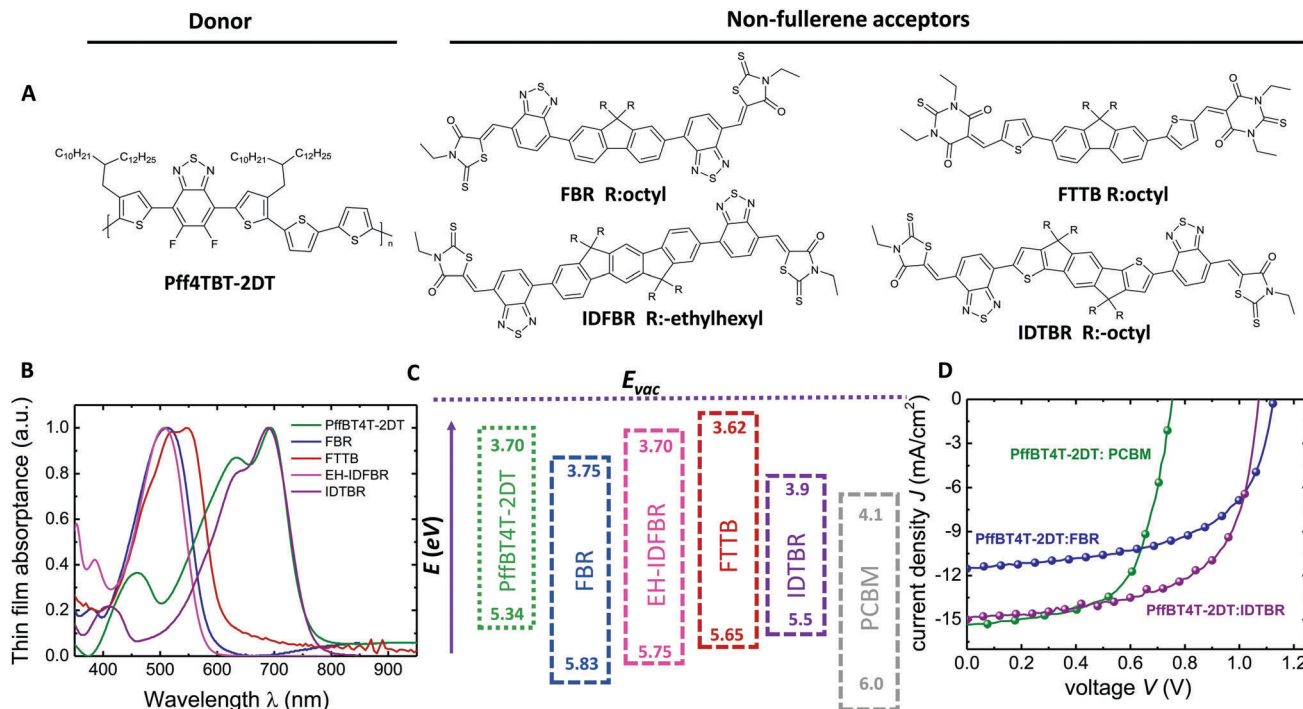 Donor
Non-fullerene acceptors
A
C10H21
C12H25
C10H21
C12H25
N
S
N
S
F
F
S
S
S
n
Pff4TBT-2DT
N
O
S
S
N
S
N
R
R
N
S
N
S
S
N
O
FBR R:octyl
S
N
N
O
O
S
R
R
S
O
O
N
N
S
FTTB R:octyl
S
N
S
O
N
S
N
R
R
R
R
N
S
N
O
N
S
S
IDFBR R:-ethylhexyl
S
N
S
O
N
S
N
S
R
R
R
R
S
N
S
N
O
N
S
S
IDTBR R:-octyl
B
Thin film absorptance (a.u.)
1.0
0.8
0.6
0.4
0.2
0.0
400
500
600
700
800
900
Wavelength λ (nm)
PffBT4T-2DT
FBR
FTTB
EH-IDFBR
IDTBR
C
Evac
E (eV)
3.70
PffBT4T-2DT
5.34
3.75
FBR
5.83
3.70
EH-IDFBR
5.75
3.62
FTTB
5.65
3.9
IDTBR
5.5
4.1
PCBM
6.0
D
current density J (mA/cm2)
0
-3
-6
-9
-12
-15
-18
0.0
0.2
0.4
0.6
0.8
1.0
1.2
voltage V (V)
PffBT4T-2DT: PCBM
PffBT4T-2DT:FBR
PffBT4T-2DT:IDTBR